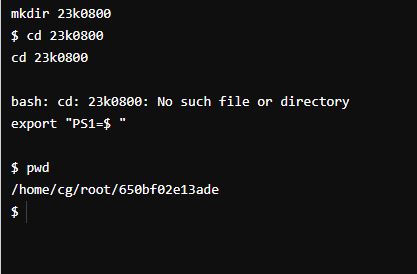 mkdir 23k0800
$ cd 23k0800
cd 23k0800
bash: cd: 23k0800: No such file or directory
export "PS1=$ "
$ pwd
/home/cg/root/650bf02e13ade
$